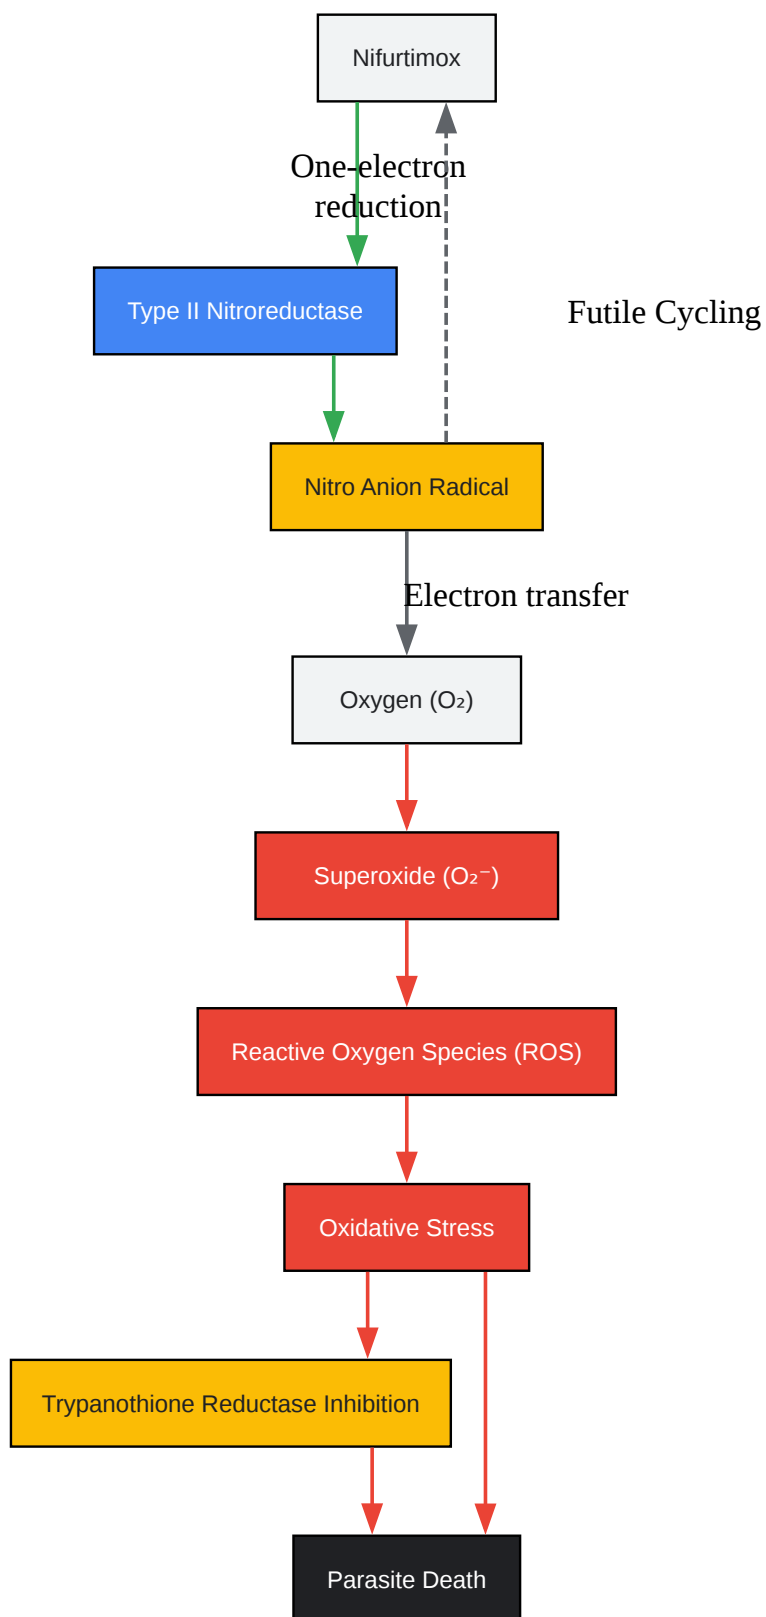 Nifurtimox
One-electron
reduction
Type II Nitroreductase
Futile Cycling
Nitro Anion Radical
Electron transfer
Oxygen (O₂)
Superoxide (O₂⁻)
Reactive Oxygen Species (ROS)
Oxidative Stress
Trypanothione Reductase Inhibition
Parasite Death